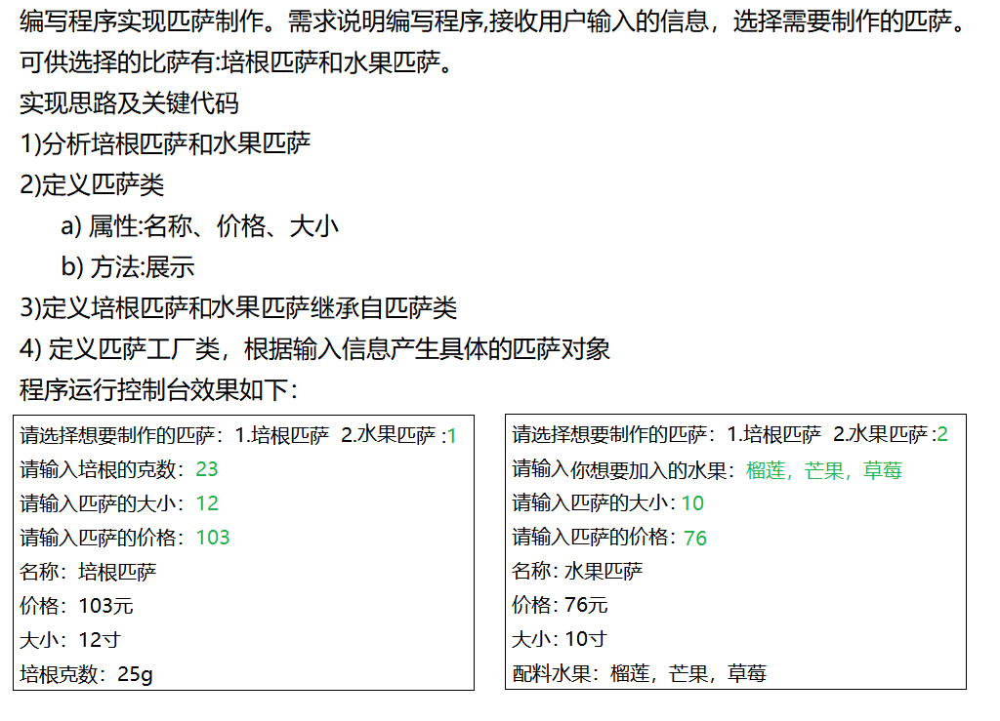 编写程序实现匹萨制作。需求说明编写程序,接收用户输入的信息，选择需要制作的匹萨。
可供选择的比萨有:培根匹萨和水果匹萨。
实现思路及关键代码
1)分析培根匹萨和水果匹萨
2)定义匹萨类
a) 属性:名称、价格、大小
b) 方法:展示
3)定义培根匹萨和水果匹萨继承自匹萨类
4) 定义匹萨工厂类，根据输入信息产生具体的匹萨对象
程序运行控制台效果如下：
请选择想要制作的匹萨：1.培根匹萨 2.水果匹萨 :1
请输入培根的克数：23
请输入匹萨的大小：12
请输入匹萨的价格：103
名称：培根匹萨
价格：103元
大小：12寸
培根克数：25g
请选择想要制作的匹萨：1.培根匹萨 2.水果匹萨 :2
请输入你想要加入的水果：榴莲，芒果，草莓
请输入匹萨的大小：10
请输入匹萨的价格：76
名称：水果匹萨
价格：76元
大小：10寸
配料水果：榴莲，芒果，草莓